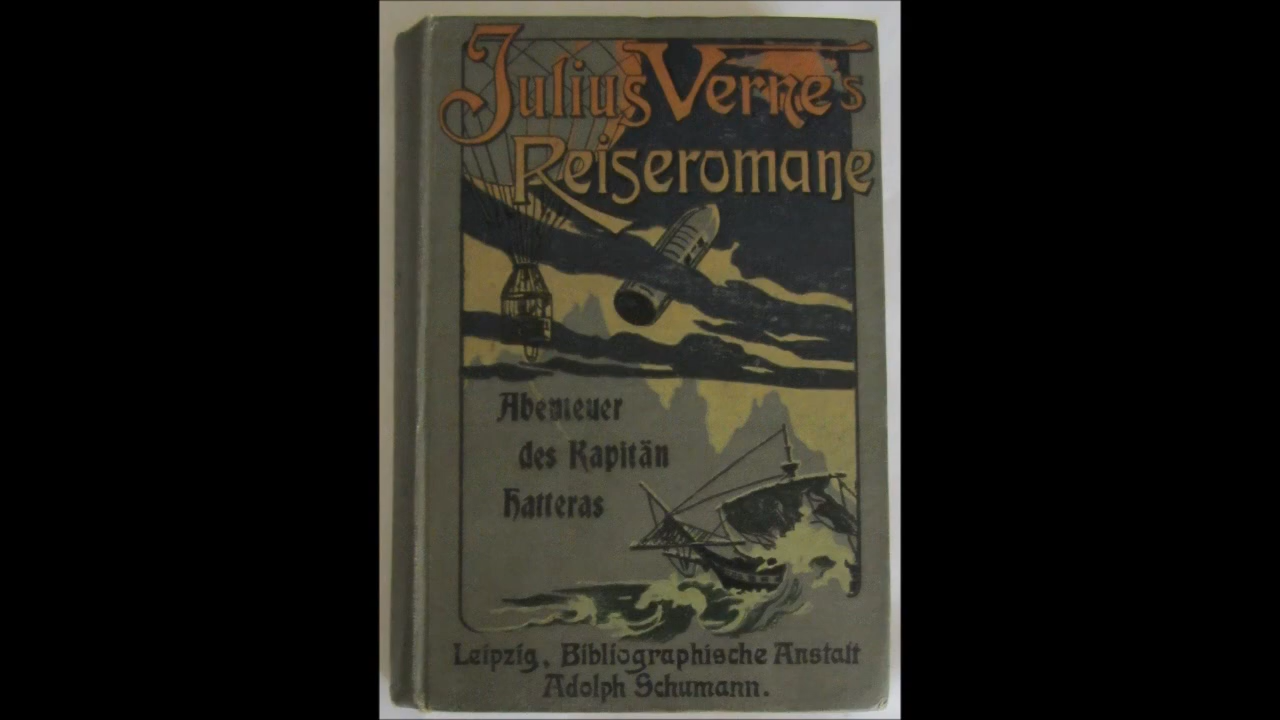 Julius Verne's
Reiseromane
Abenteuer
des Kapitän
Hatteras
Leipzig, Bibliographische Anstalt
Adolph Schumann.